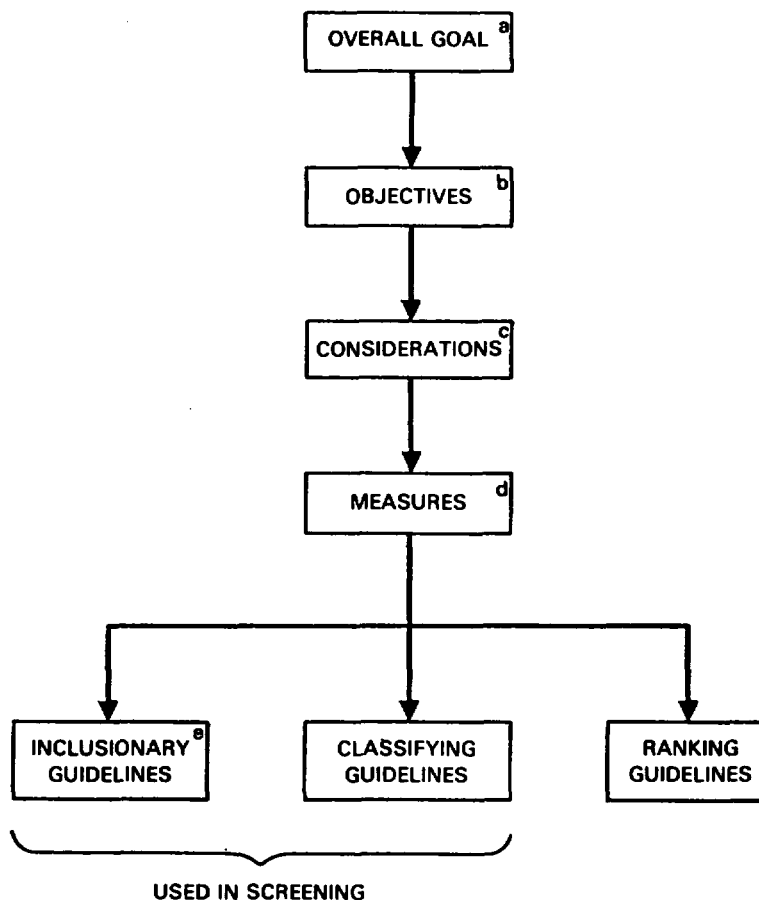 OVERALL GOAL a
OBJECTIVES b
CONSIDERATIONS c
MEASURES d
INCLUSIONARY e
GUIDELINES
CLASSIFYING
GUIDELINES
RANKING
GUIDELINES
USED IN SCREENING